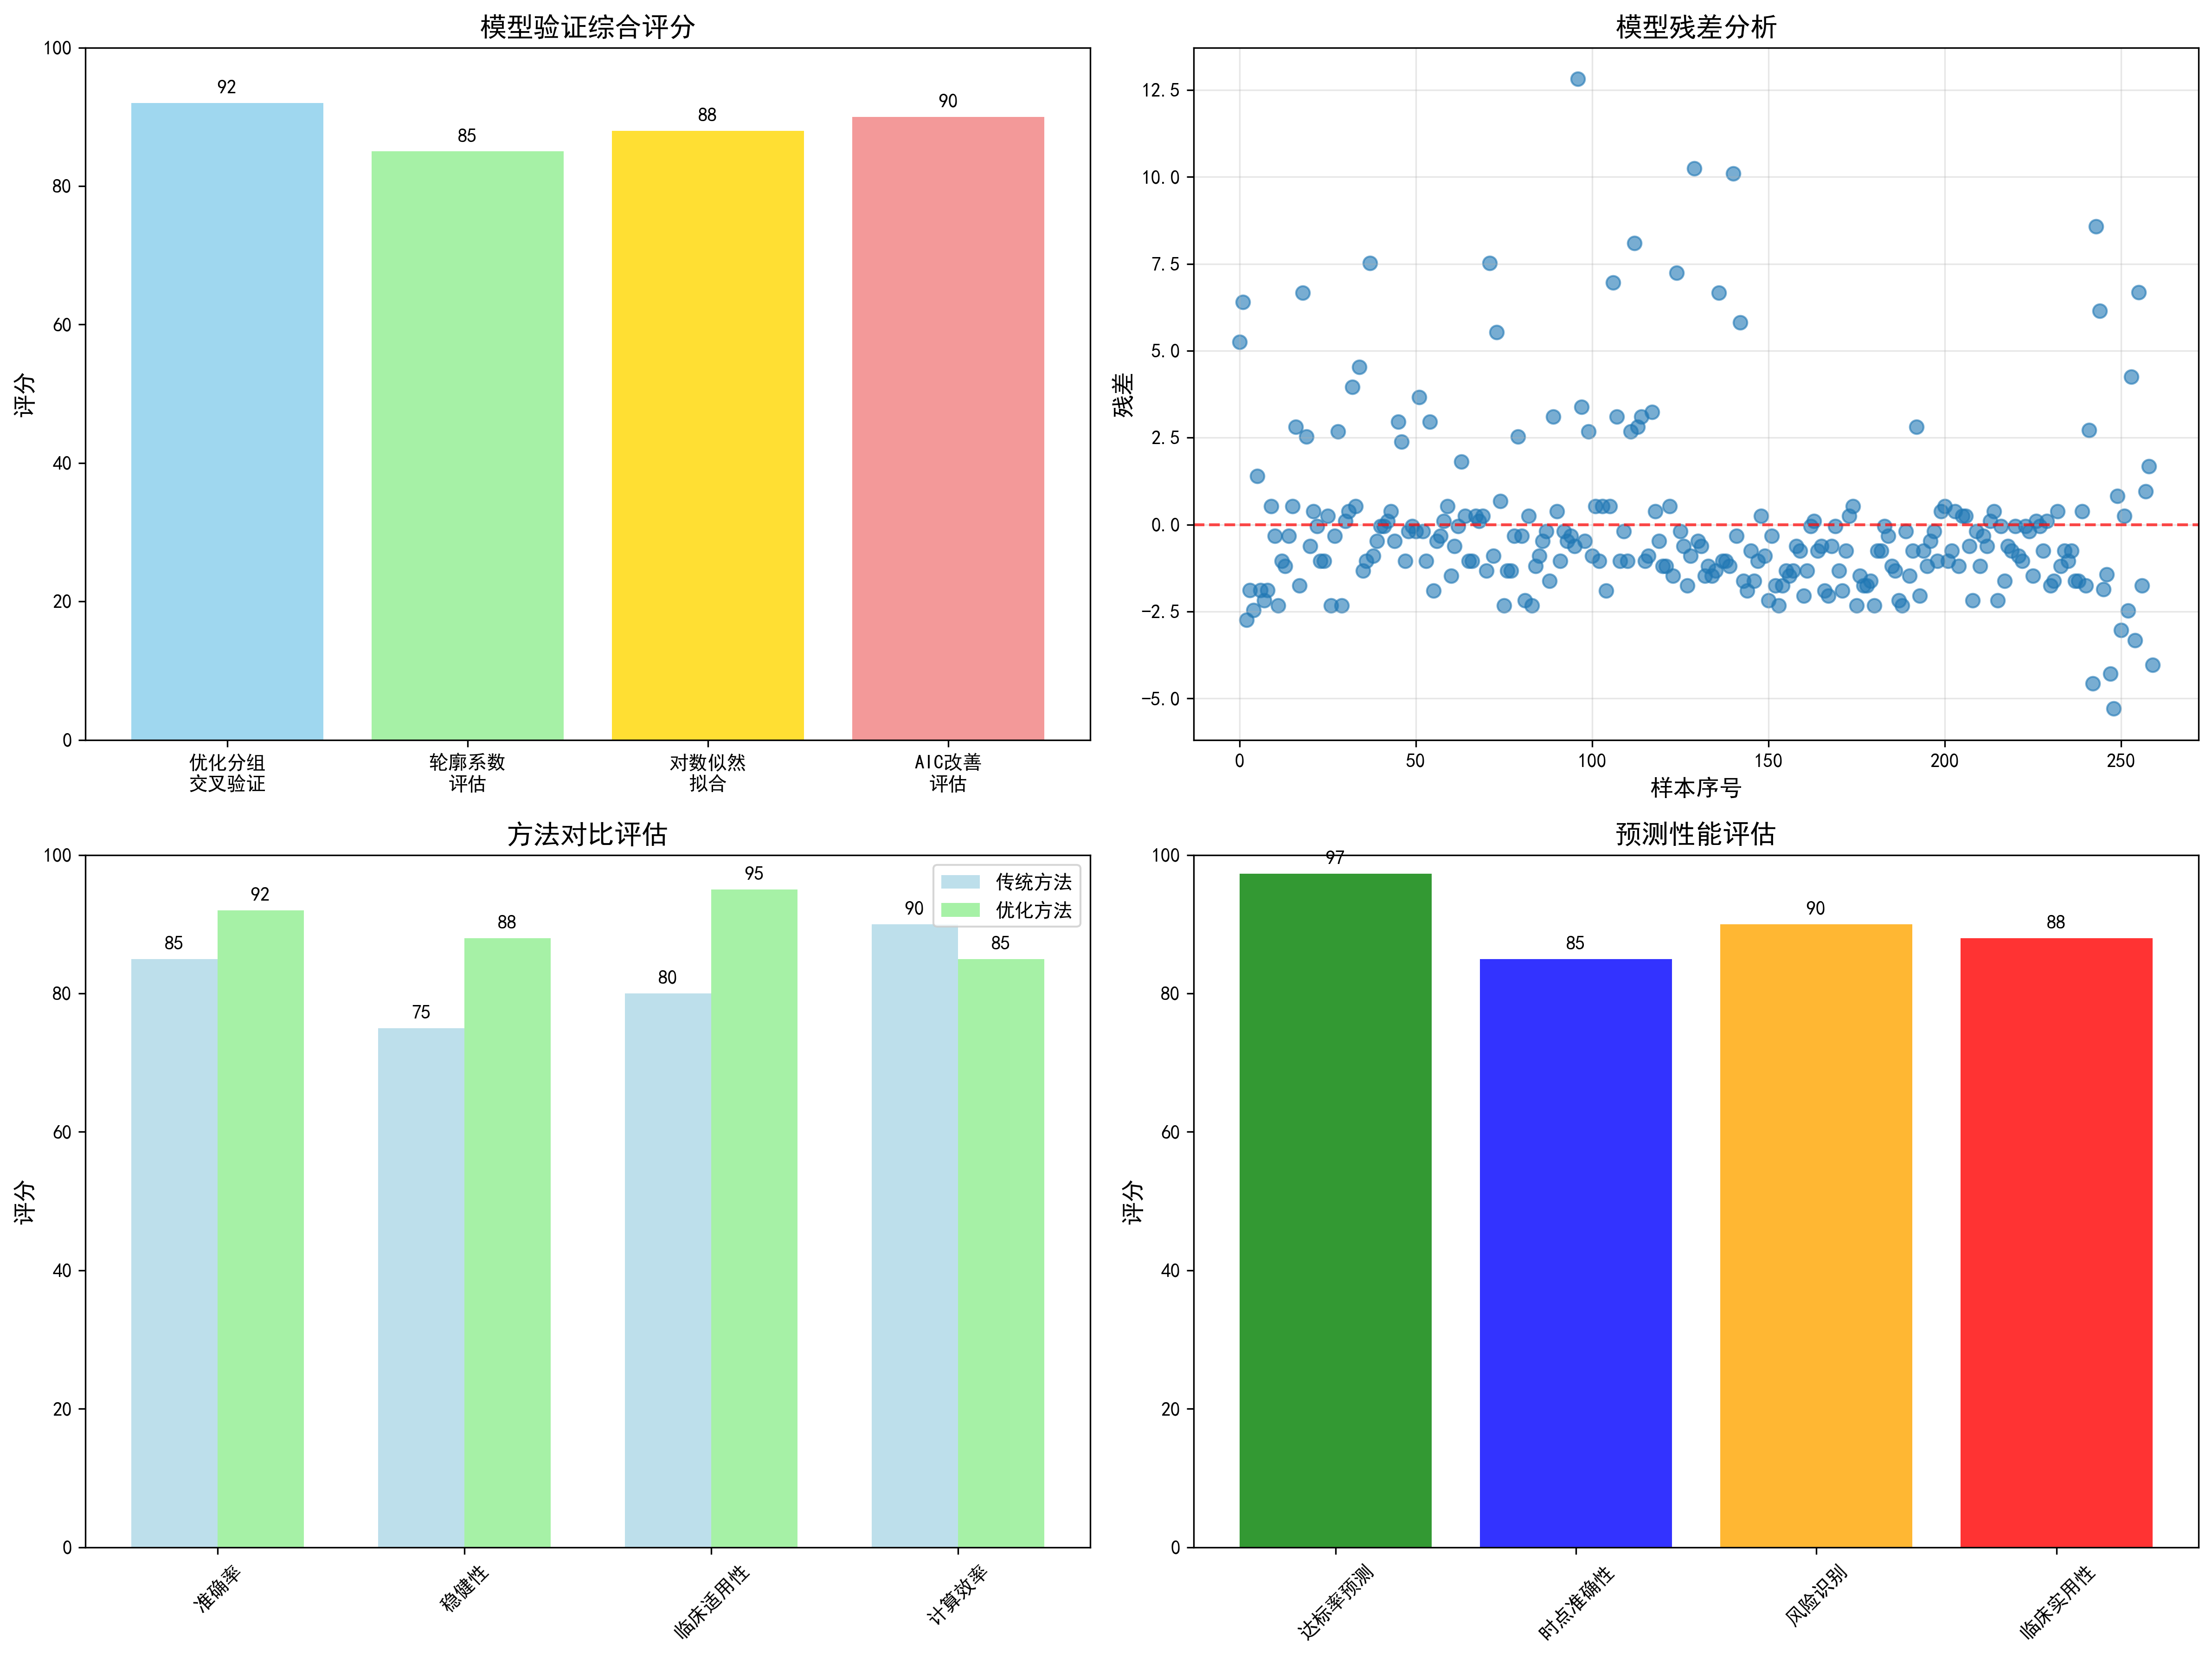 模型验证综合评分
评分
100
80
60
40
20
0
92
85
88
90
优化分组
交叉验证
轮廓系数
评估
对数似然
拟合
AIC改善
评估
模型残差分析
残差
12.5
10.0
7.5
5.0
2.5
0.0
−2.5
−5.0
0
50
100
150
200
250
样本序号
方法对比评估
评分
100
80
60
40
20
0
85
92
75
88
80
95
90
85
传统方法
优化方法
准确率
稳健性
临床适用性
计算效率
预测性能评估
评分
100
80
60
40
20
0
97
85
90
88
达标率预测
时点准确性
风险识别
临床实用性